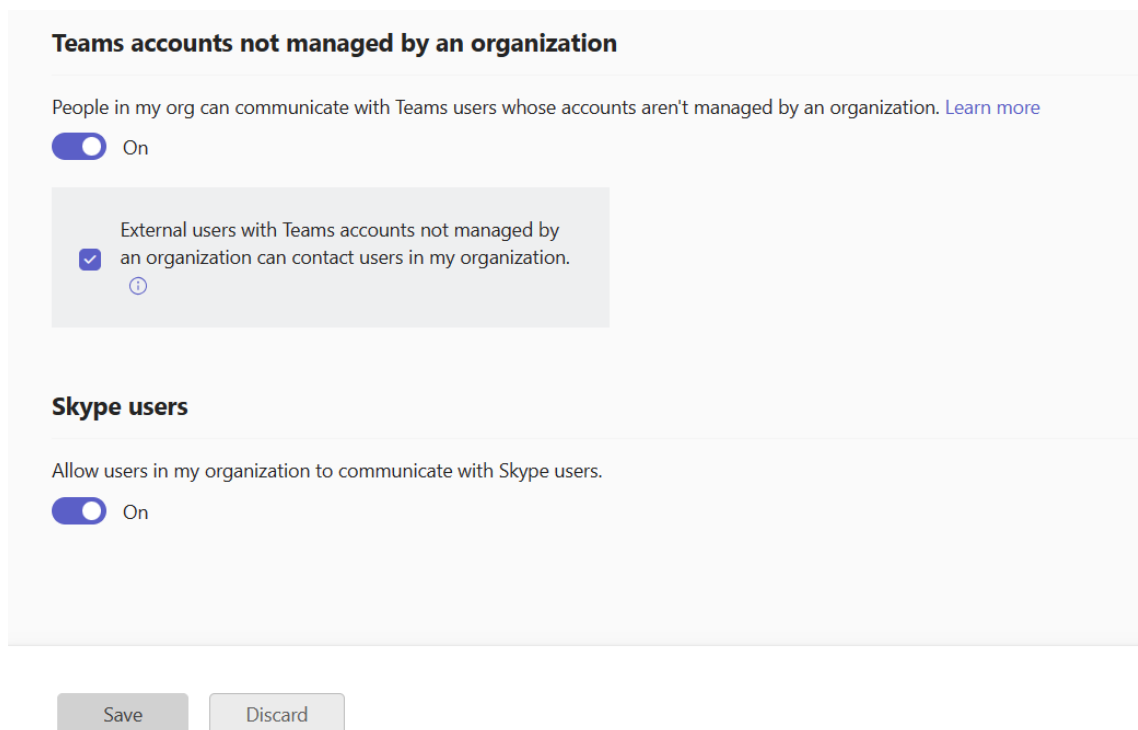 Teams accounts not managed by an organization
People in my org can communicate with Teams users whose accounts aren't managed by an organization. Learn more
On
External users with Teams accounts not managed by
an organization can contact users in my organization.
Skype users
Allow users in my organization to communicate with Skype users.
On
Save Discard